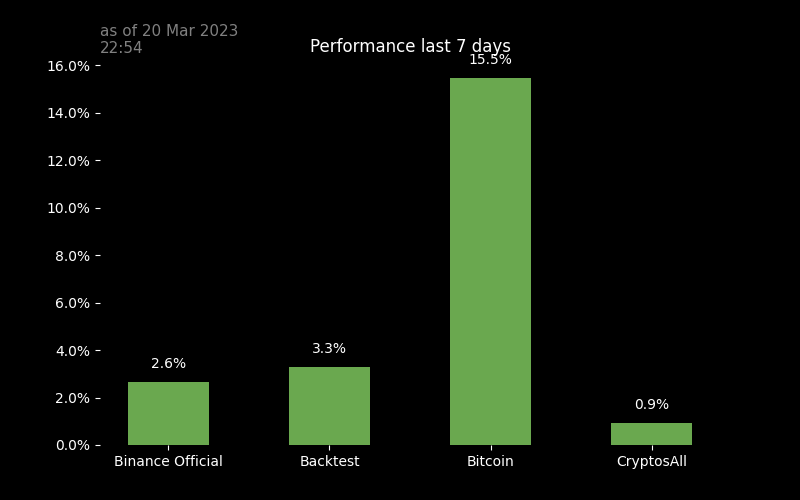 as of 20 Mar 2023
22:54
Performance last 7 days
16.0%
14.0%
12.0%
10.0%
8.0%
6.0%
4.0%
2.0%
0.0%
2.6%
3.3%
15.5%
0.9%
Binance Official
Backtest
Bitcoin
CryptosAll